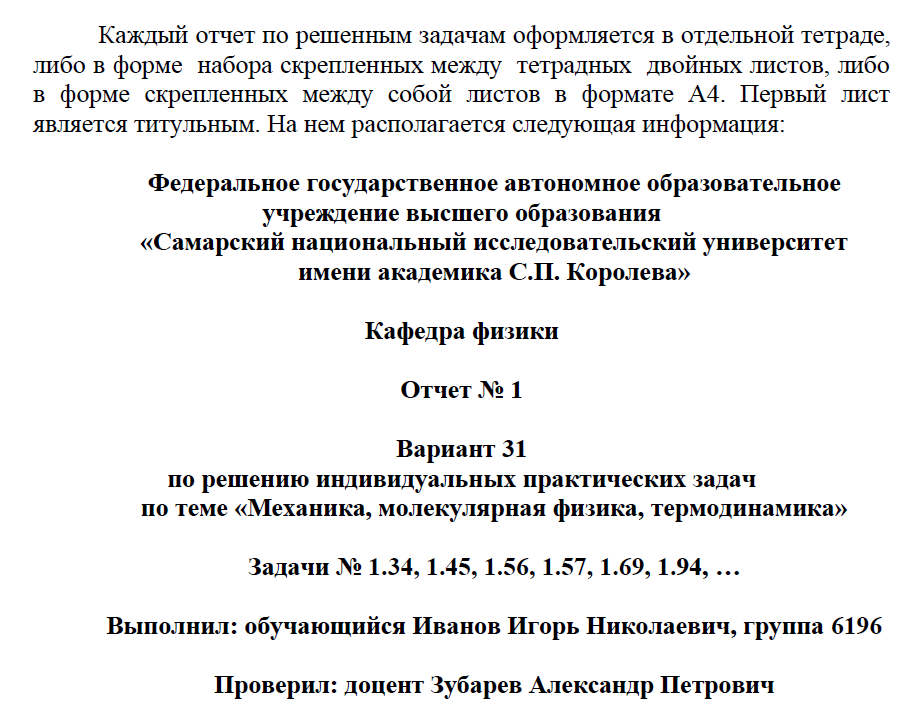 Каждый отчет по решенным задачам оформляется в отдельной тетраде,
либо в форме набора скрепленных между тетрадных двойных листов, либо
в форме скрепленных между собой листов в формате А4. Первый лист
является титульным. На нем располагается следующая информация:
Федеральное государственное автономное образовательное
учреждение высшего образования
«Самарский национальный исследовательский университет
имени академика С.П. Королева»
Кафедра физики
Отчет № 1
Вариант 31
по решению индивидуальных практических задач
по теме «Механика, молекулярная физика, термодинамика»
Задачи № 1.34, 1.45, 1.56, 1.57, 1.69, 1.94, …
Выполнил: обучающийся Иванов Игорь Николаевич, группа 6196
Проверил: доцент Зубарев Александр Петрович